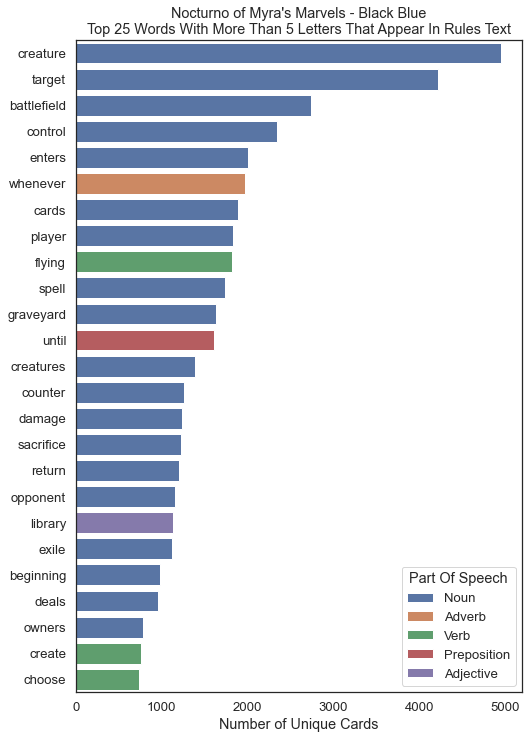 Nocturno of Myra's Marvels - Black Blue
Top 25 Words With More Than 5 Letters That Appear In Rules Text
creature
target
battlefield
control
enters
whenever
cards
player
flying
spell
graveyard
until
creatures
counter
damage
sacrifice
return
opponent
library
exile
beginning
deals
owners
create
choose
Part Of Speech
Noun
Adverb
Verb
Preposition
Adjective
0 1000 2000 3000 4000 5000
Number of Unique Cards